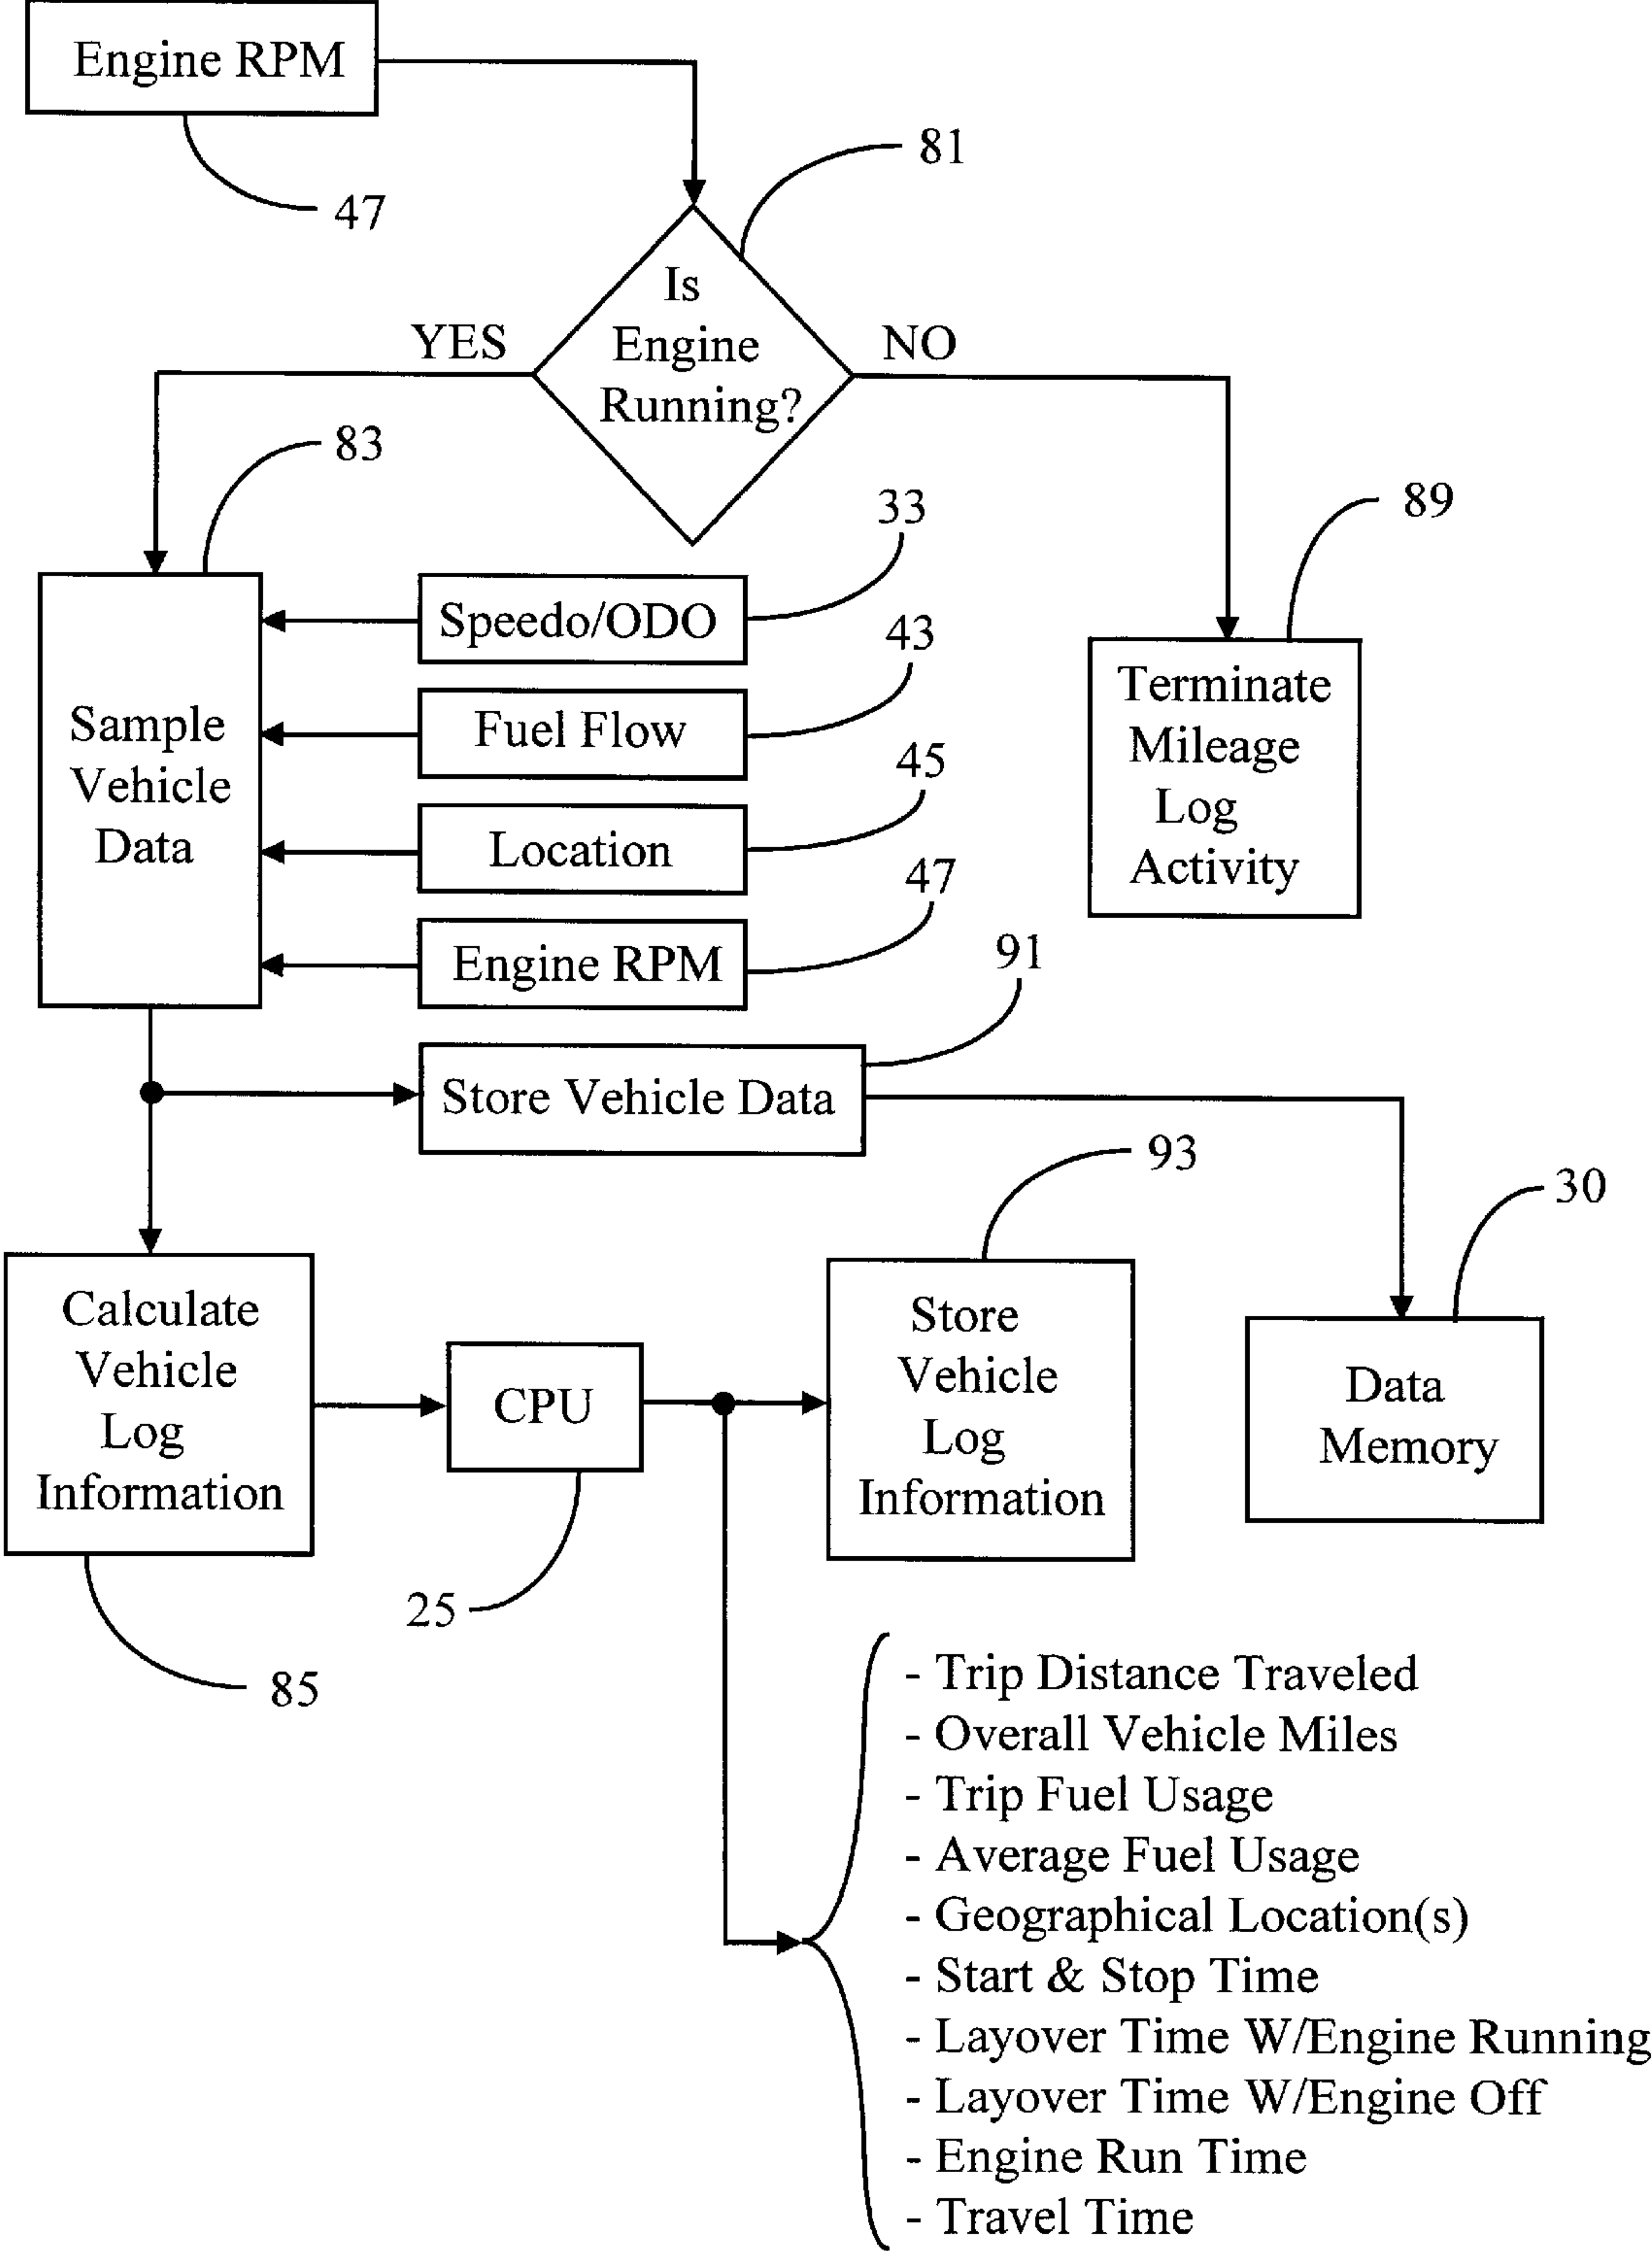 Engine RPM
47
81
Is
Engine
Running?
YES
NO
83
89
33
Speedo/ODO
43
Fuel Flow
45
Location
47
Engine RPM
Sample
Vehicle
Data
Terminate
Mileage
Log
Activity
91
Store Vehicle Data
93
30
Calculate
Vehicle
Log
Information
85
CPU
25
Store
Vehicle
Log
Information
Data
Memory
- Trip Distance Traveled
- Overall Vehicle Miles
- Trip Fuel Usage
- Average Fuel Usage
- Geographical Location(s)
- Start & Stop Time
- Layover Time W/Engine Running
- Layover Time W/Engine Off
- Engine Run Time
- Travel Time